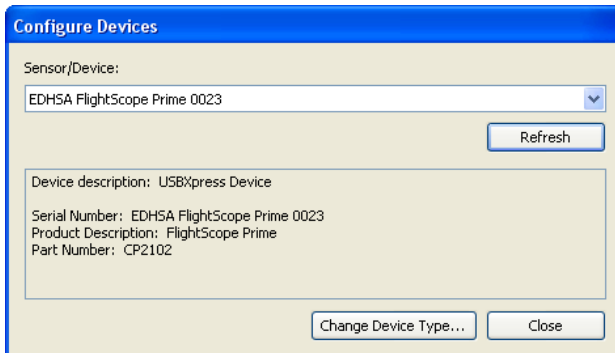 Configure Devices
Sensor/Device:
EDHSA FlightScope Prime 0023
Refresh
Device description: USBXpress Device
Serial Number: EDHSA FlightScope Prime 0023
Product Description: FlightScope Prime
Part Number: CP2102
Change Device Type...
Close